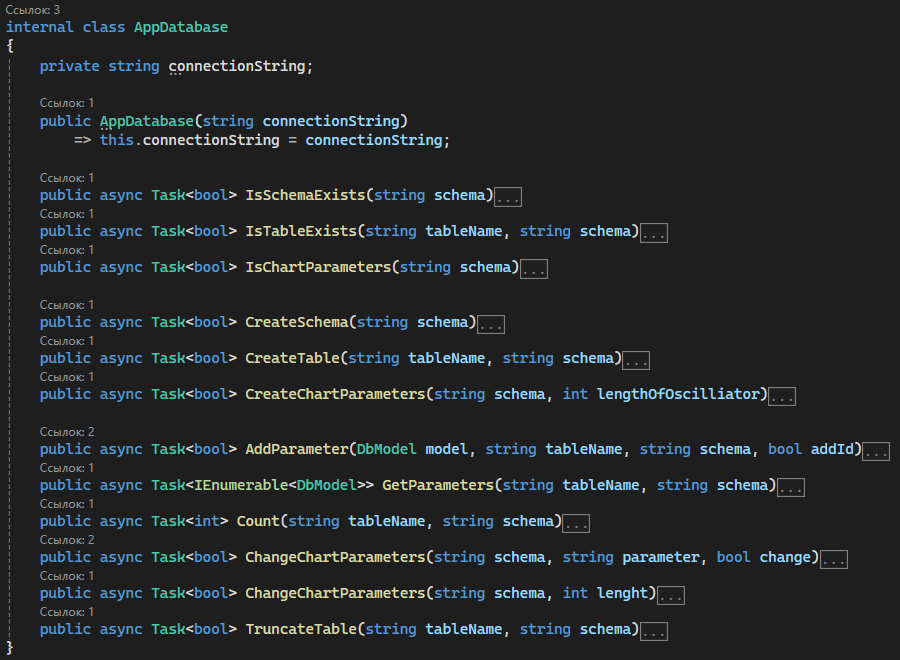 Ссылок: 3
internal class AppDatabase
{
private string connectionString;
Ссылок: 1
public AppDatabase(string connectionString)
=> this.connectionString = connectionString;
Ссылок: 1
public async Task<bool> IsSchemaExists(string schema)...
Ссылок: 1
public async Task<bool> IsTableExists(string tableName, string schema)...
Ссылок: 1
public async Task<bool> IsChartParameters(string schema)...
Ссылок: 1
public async Task<bool> CreateSchema(string schema)...
Ссылок: 1
public async Task<bool> CreateTable(string tableName, string schema)...
Ссылок: 1
public async Task<bool> CreateChartParameters(string schema, int lengthOfOscilliator)...
Ссылок: 2
public async Task<bool> AddParameter(DbModel model, string tableName, string schema, bool addId)...
Ссылок: 1
public async Task<IEnumerable<DbModel>> GetParameters(string tableName, string schema)...
Ссылок: 1
public async Task<int> Count(string tableName, string schema)...
Ссылок: 2
public async Task<bool> ChangeChartParameters(string schema, string parameter, bool change)...
Ссылок: 1
public async Task<bool> ChangeChartParameters(string schema, int lenght)...
Ссылок: 1
public async Task<bool> TruncateTable(string tableName, string schema)...
}